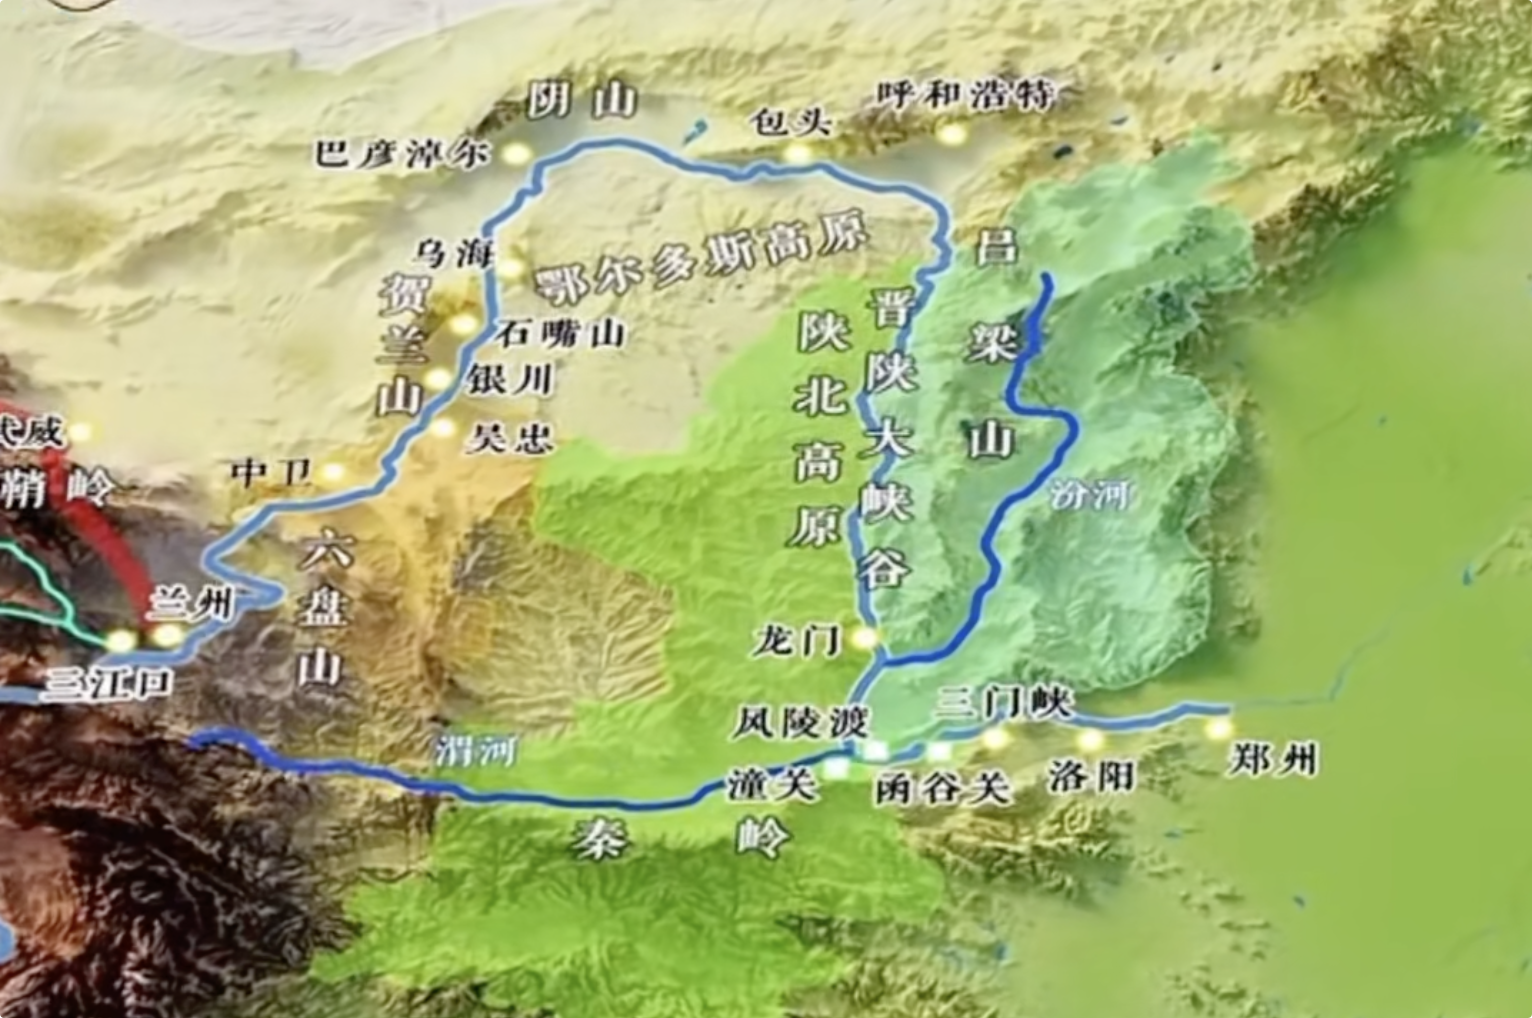 阴山
呼和浩特
包头
巴彦淖尔
鄂尔多斯高原
乌海
吕梁山
贺兰山
晋陕大峡谷
陕北高原
石嘴山
银川
吴忠
武威
中卫
鞘岭
汾河
六盘山
兰州
龙门
三江口
三门峡
风陵渡
渭河
郑州
潼关
函谷关
洛阳
秦岭